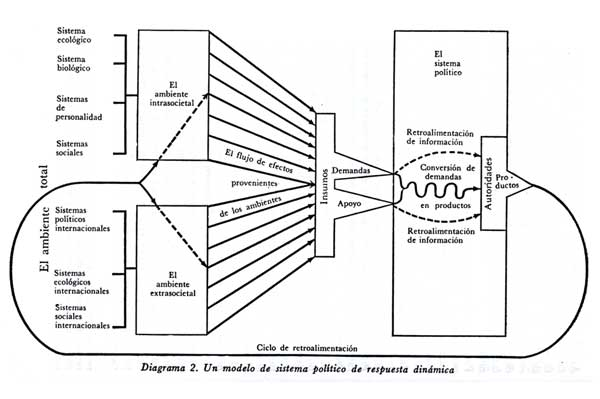 Sistema
ecológico
Sistema
biológico
Sistemas
de
personalidad
Sistemas
sociales
El
ambiente
intrasocietal
El ambiente total
Sistemas
políticos
internacionales
Sistemas
ecológicos
internacionales
Sistemas
sociales
internacionales
El
ambiente
extrasocietal
El flujo de efectos
provenientes
de los ambientes
Insumos
Demandas
Apoyo
El
sistema
político
Retroalimentación
de información
Conversión de
demandas
en productos
Retroalimentación
de información
Autoridades
Pro-
ductos
Ciclo de retroalimentación
Diagrama 2. Un modelo de sistema político de respuesta dinámica